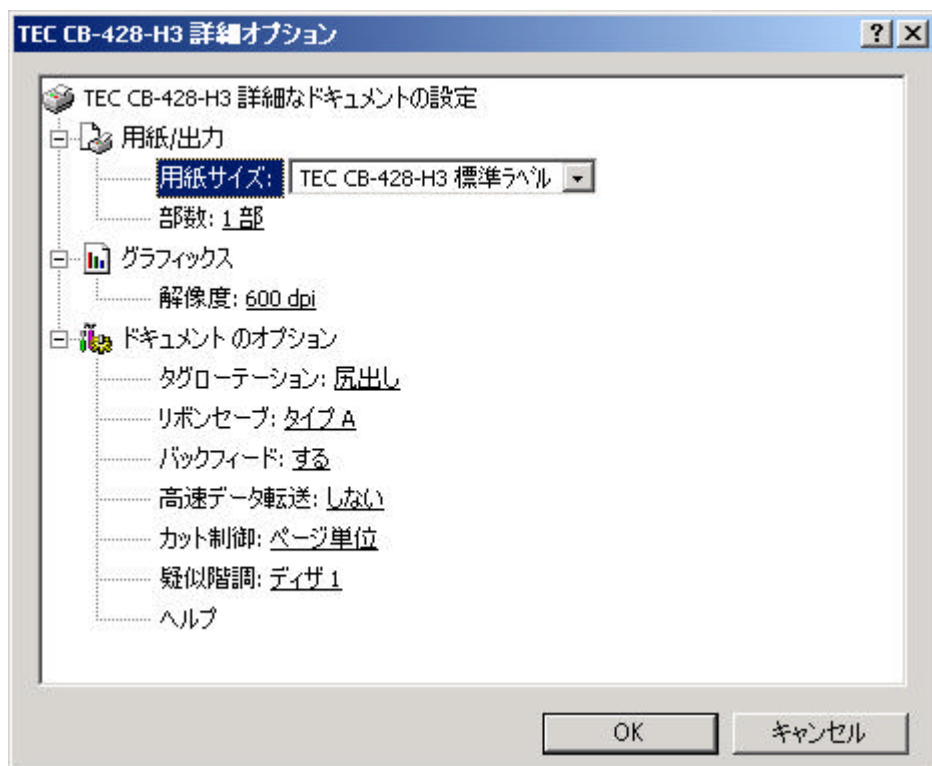 TEC CB-428-H3 詳細オプション
TEC CB-428-H3 詳細なドキュメントの設定
用紙/出力
用紙サイズ: TEC CB-428-H3 標準ラベル
部数: 1 部
グラフィックス
解像度: 600 dpi
ドキュメント のオプション
タグローテーション: 尻出し
リボンセーブ: タイプ A
バックフィード: する
高速データ転送: しない
カット制御: ページ単位
疑似階調: ディザ 1
ヘルプ
OK キャンセル